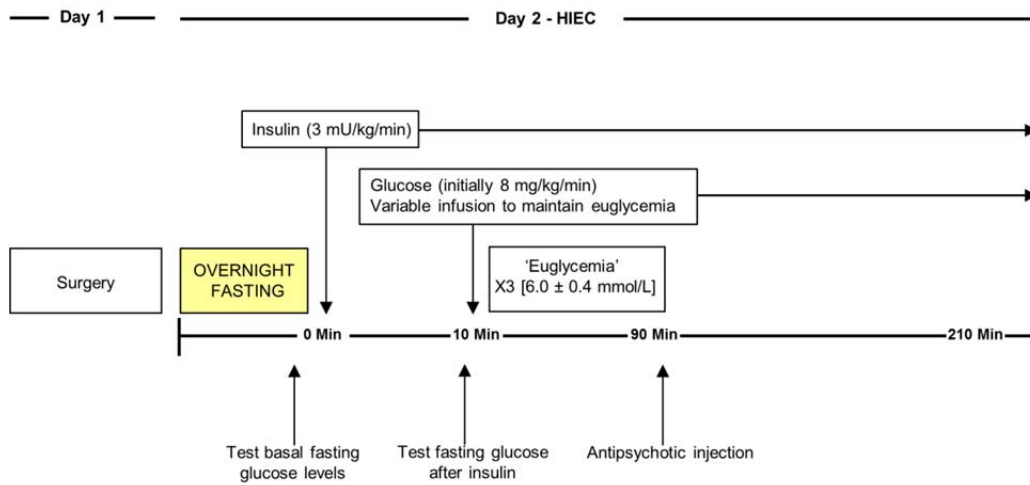 Day 1
Day 2 - HIEC
Insulin (3 mU/kg/min)
Glucose (initially 8 mg/kg/min)
Variable infusion to maintain euglycemia
Surgery
OVERNIGHT
FASTING
‘Euglycemia’
X3 [6.0 ± 0.4 mmol/L]
0 Min
10 Min
90 Min
210 Min
Test basal fasting
glucose levels
Test fasting glucose
after insulin
Antipsychotic injection